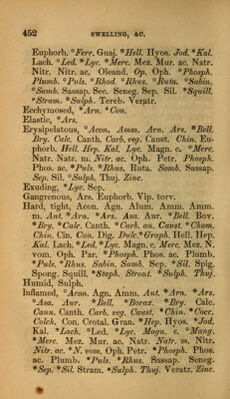 452 SWELLING, &C.
Euphorb. °Ferr. Guaj. *Hell. Hyos. Jod. *Kal.
Lach. °Led. *Lyc. *Merc. Mez. Mur. ac. Natr.
Nitr. Nitr. ac. Oleand. Op. Oph. °Phosph.
Plumb. °Puls. °Rhod. °Rhus. °Ruta. °Sabin.
°Samb. Sassap. Sec. Seneg. Sep. Sil. *Squill.
*Stram. *Sulph. Tereb. Veratr.
Ecchymosed, *Arn. *Con.
Elastic, *Ars.
Erysipelatous, °Acon. Amm. Arn. Ars. *Bell.
Bry. Calc. Canth. Carb. veg. Caust. Chin. Eu-
phorb. Hell. Hep. Kal. Lyc. Magn. c. *Merc.
Natr. Natr. m. Nitr. ac. Oph. Petr. Phosph.
Phos. ac. *Puls. *Rhus. Ruta. Samb. Sassap.
Sep. Sil. *Sulph. Thuj. Zinc.
Exuding, *Lyc. Sep.
Gangrenous, Ars. Euphorb. Vip. torv.
Hard, tight, Acon. Agn. Alum. Amm. Amm.
m. Ant. *Arn. *Ars. Asa. Aur. *Bell. Bov.
*Bry. *Calc. Canth. *Carb. an. Caust. *Cham.
Chin. Cin. Con. Dig. Dulc. *Graph. Hell. Hep.
Kal. Lach. *Led. *Lyc. Magn. c. Merc. Mez. N.
vom. Oph. Par. *Phosph. Phos. ac. Plumb.
*Puls. *Rhus. Sabin. Samb. Sep. *Sil. Spig.
Spong. Squill. *Staph. Stront. *Sulph. Thuj.
Humid, Sulph.
Inflamed, °Acon. Agn. Amm. Ant. *Arn. *Ars.
°Asa. Aur. *Bell. *Borax. *Bry. Calc.
Cann. Canth. Carb. veg. Caust. *Chin. *Cocc.
Colch. Con. Crotal. Gran. *Hep. Hyos. *Jod.
Kal. *Lach. °Led. *Lyc. Magn. c. °Mang.
*Merc. Mez. Mur. ac. Natr. Natr. m. Nitr.
Nitr. ac. *N. vom. Oph. Petr. *Phosph. Phos.
ac. Plumb. *Puls. *Rhus. Sassap. Seneg.
*Sep. *Sil. Stram. *Sulph. Thuj. Veratr. Zinc.